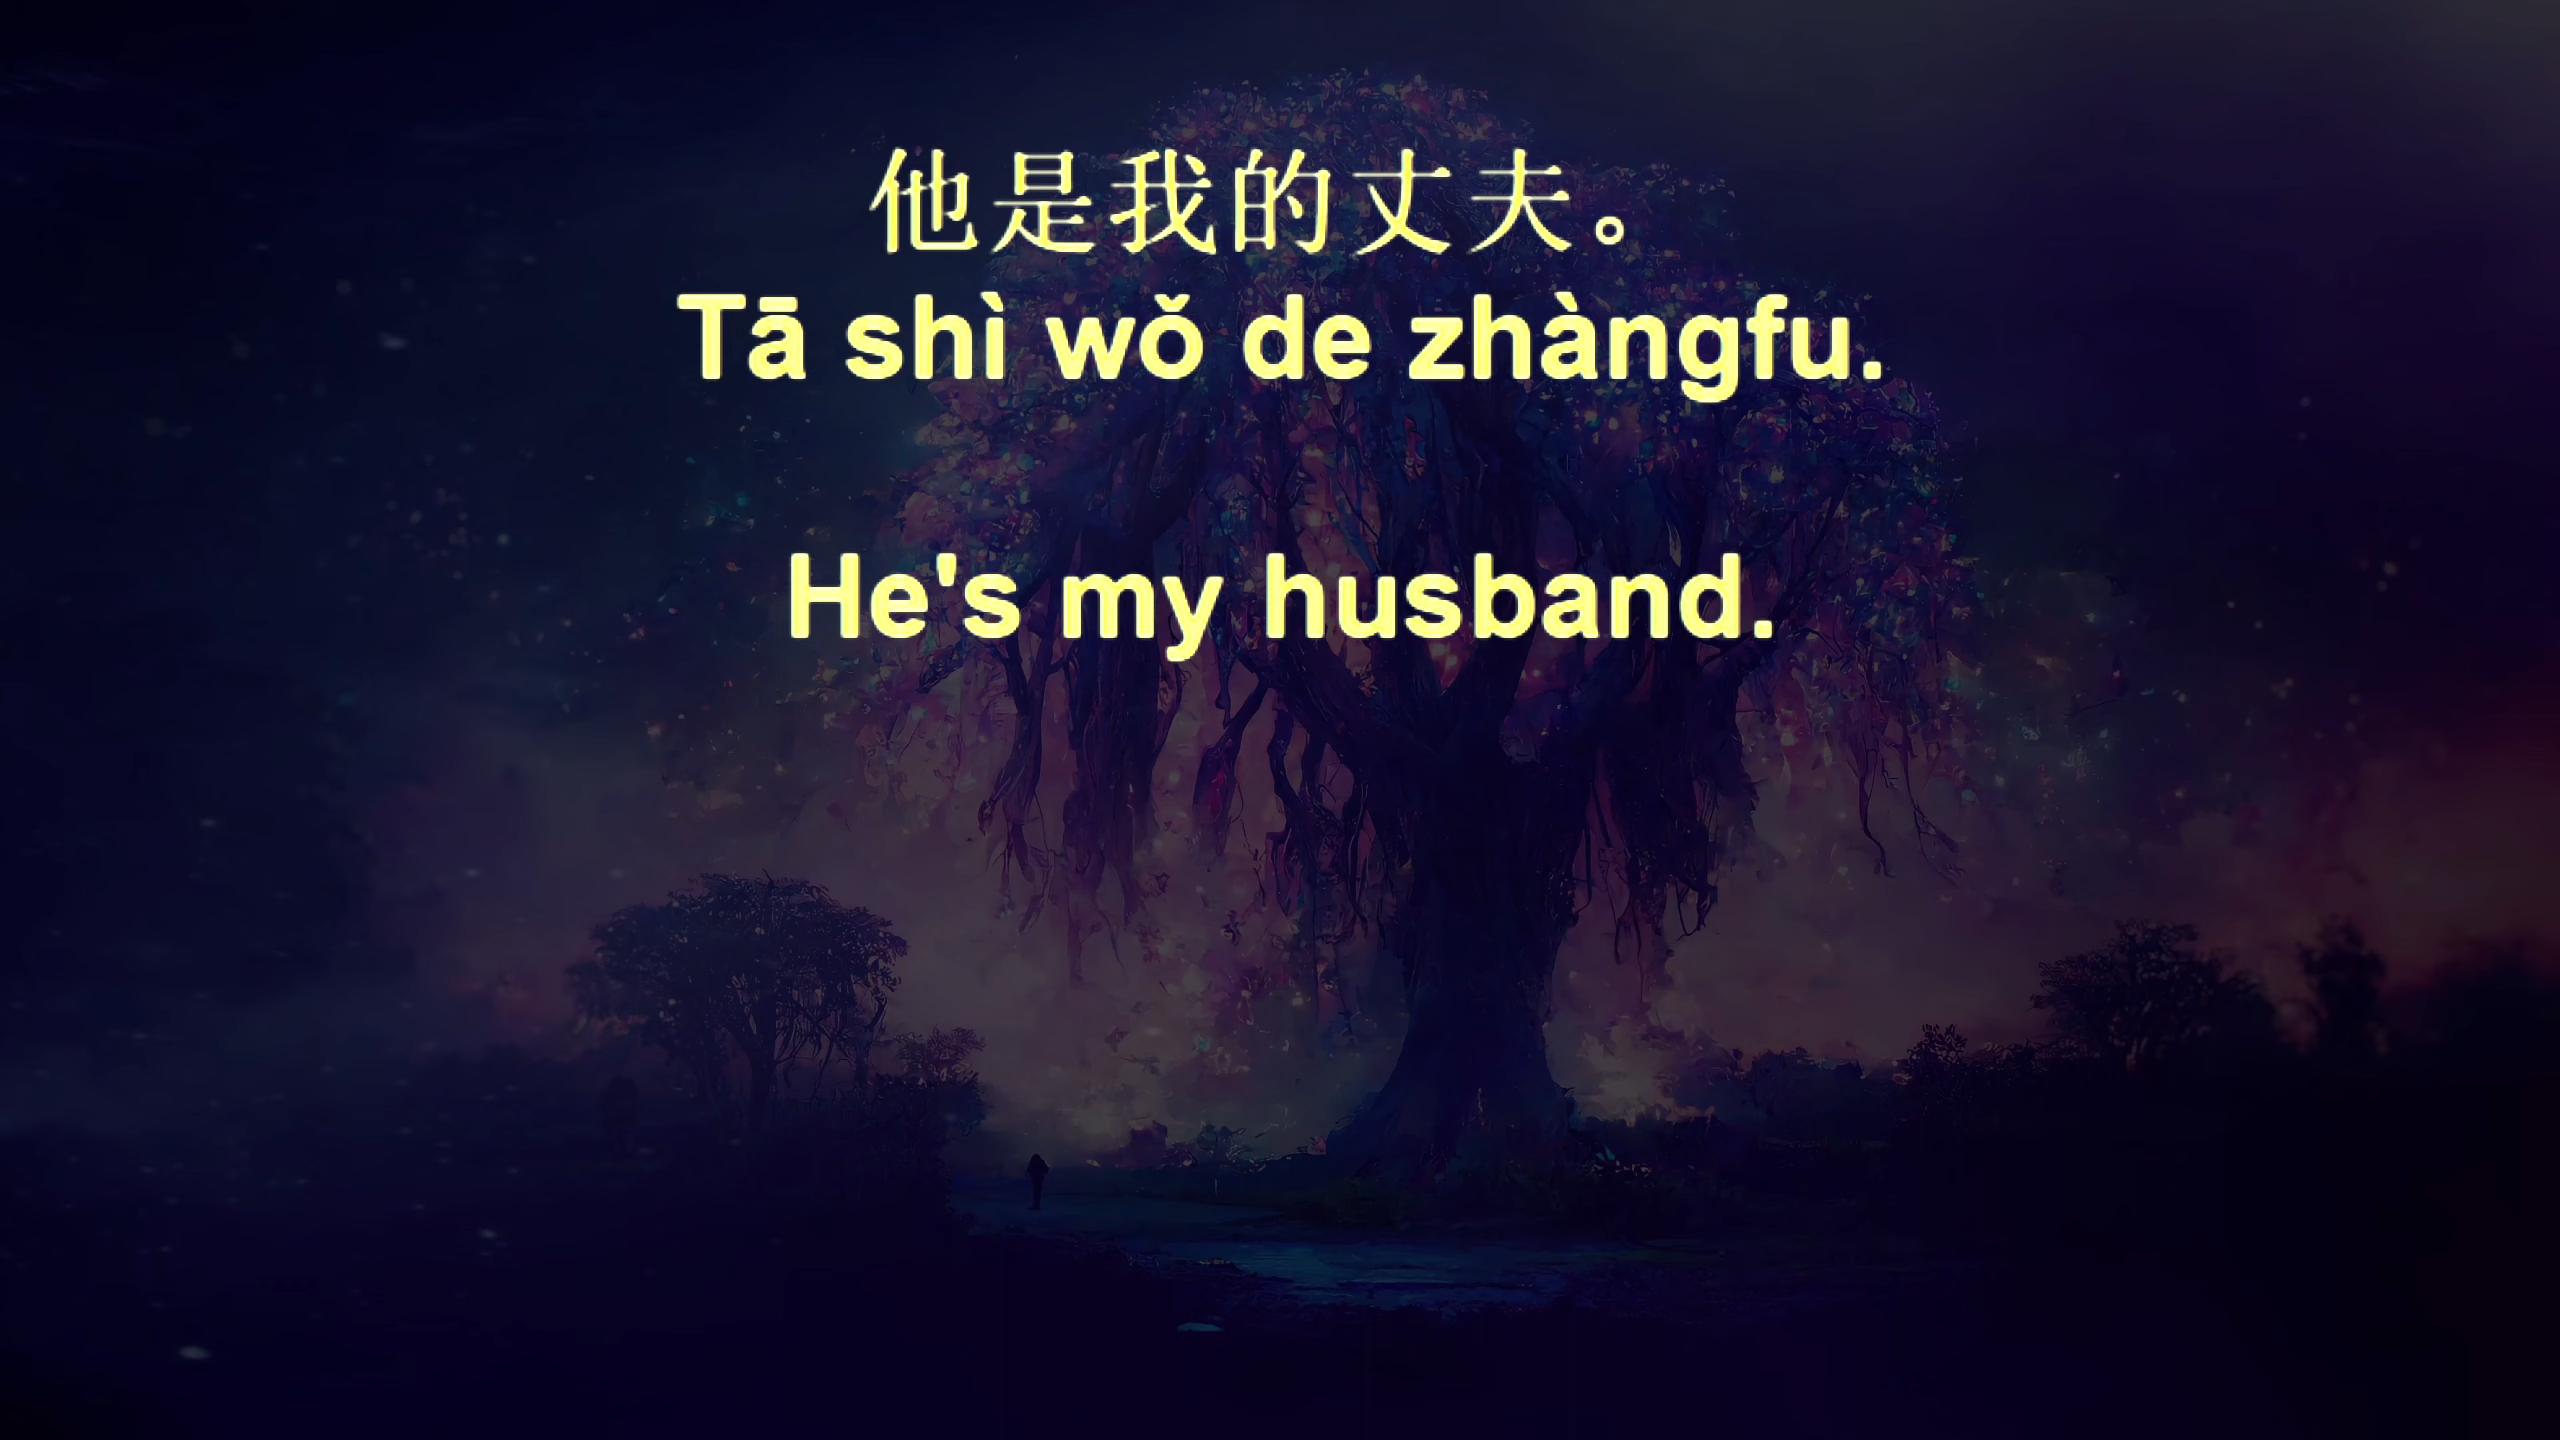 他是我的丈夫。
Tā shì wǒ de zhàngfu.
He's my husband.